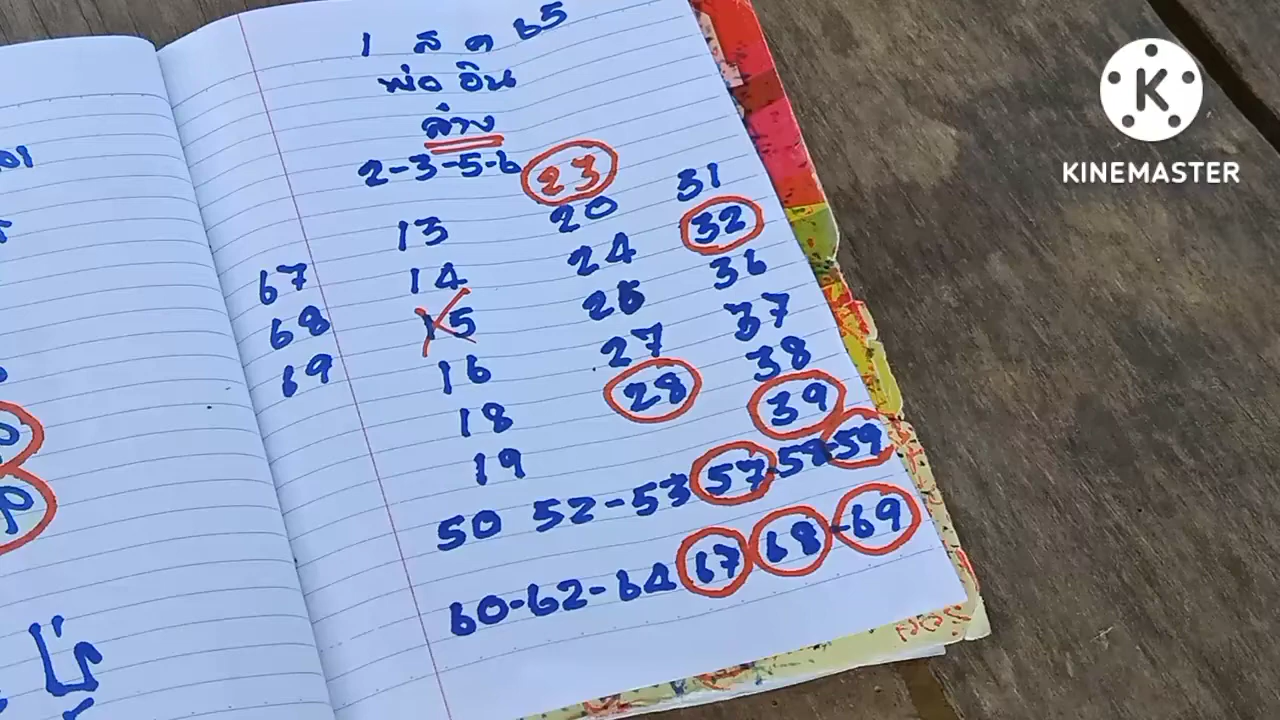 1 ส ค 65
พ่อ อิน
ล่าง
2-3-5-6 23
13 20 31
67 14 24 32
68 15 26 36
69 16 27 37
18 28 38
19 39
50 52-53 57-58-59
60-62-64 67 68-69
K
KINEMASTER